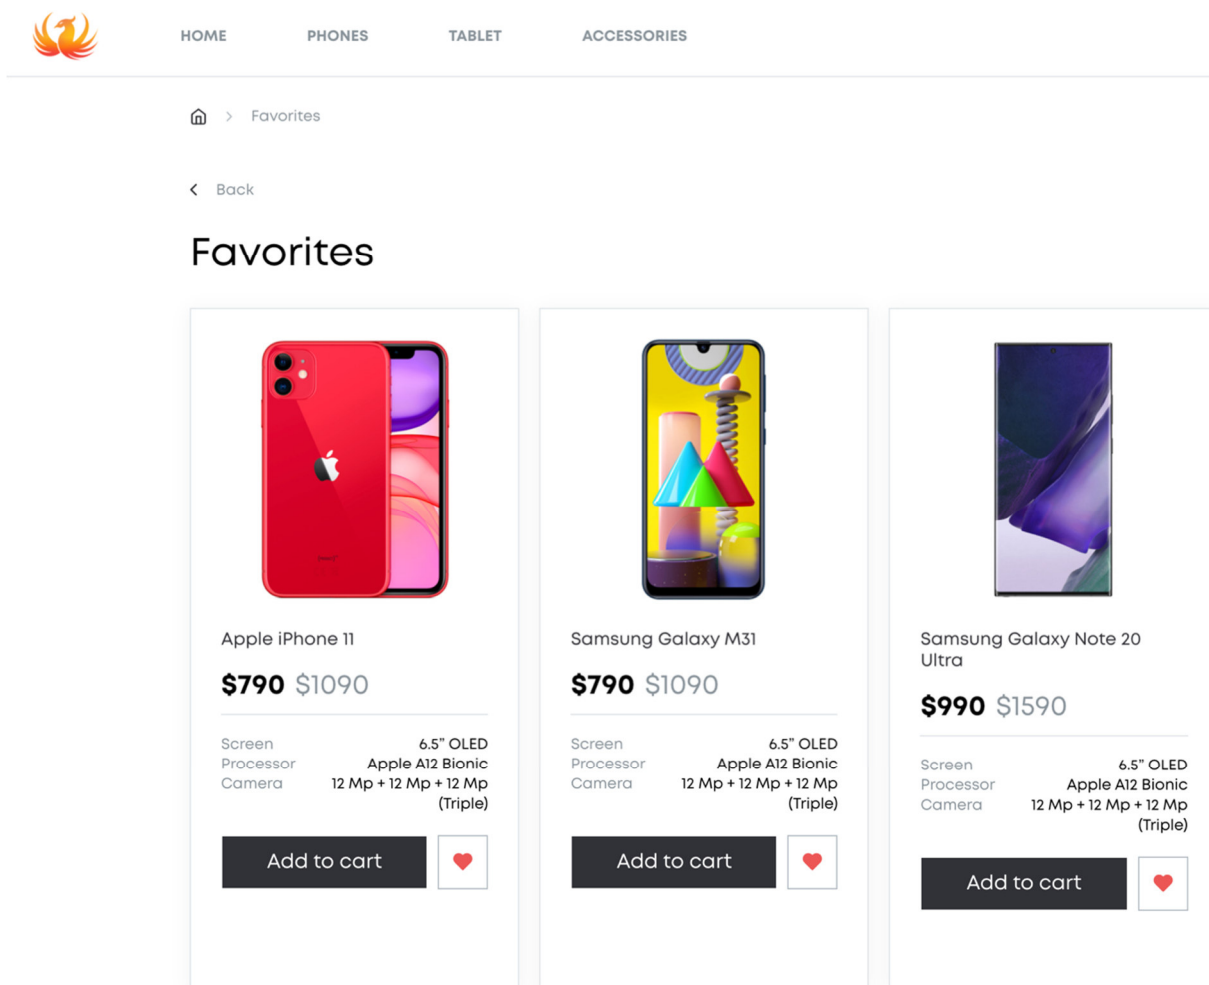 HOME PHONES TABLET ACCESSORIES
Favorites
Back
Favorites
Apple iPhone 11
$790 $1090
Screen 6.5” OLED
Processor Apple A12 Bionic
Camera 12 Mp + 12 Mp + 12 Mp
(Triple)
Add to cart
Samsung Galaxy M31
$790 $1090
Screen 6.5” OLED
Processor Apple A12 Bionic
Camera 12 Mp + 12 Mp + 12 Mp
(Triple)
Add to cart
Samsung Galaxy Note 20
Ultra
$990 $1590
Screen 6.5” OLED
Processor Apple A12 Bionic
Camera 12 Mp + 12 Mp + 12 Mp
(Triple)
Add to cart